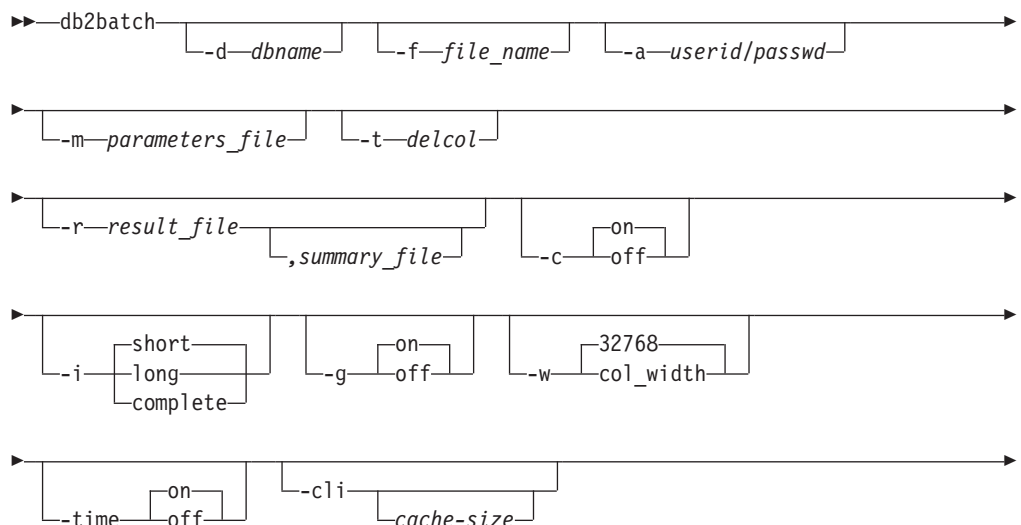 db2batch
-d dbname -f file_name -a userid/passwd
-m parameters_file -t delcol
-r result_file on
,summary_file -c off
short on 32768
-i long -g off -w col_width
complete
on -cli
-time off cache-size